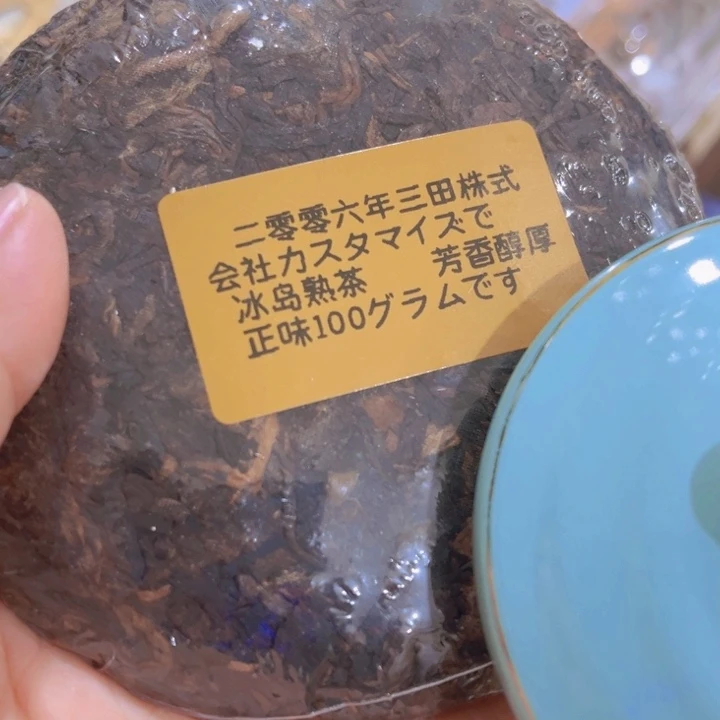 二零零六年三田株式
会社力スタマイズで
冰岛熟茶　　芳香醇厚
正味100グラムです